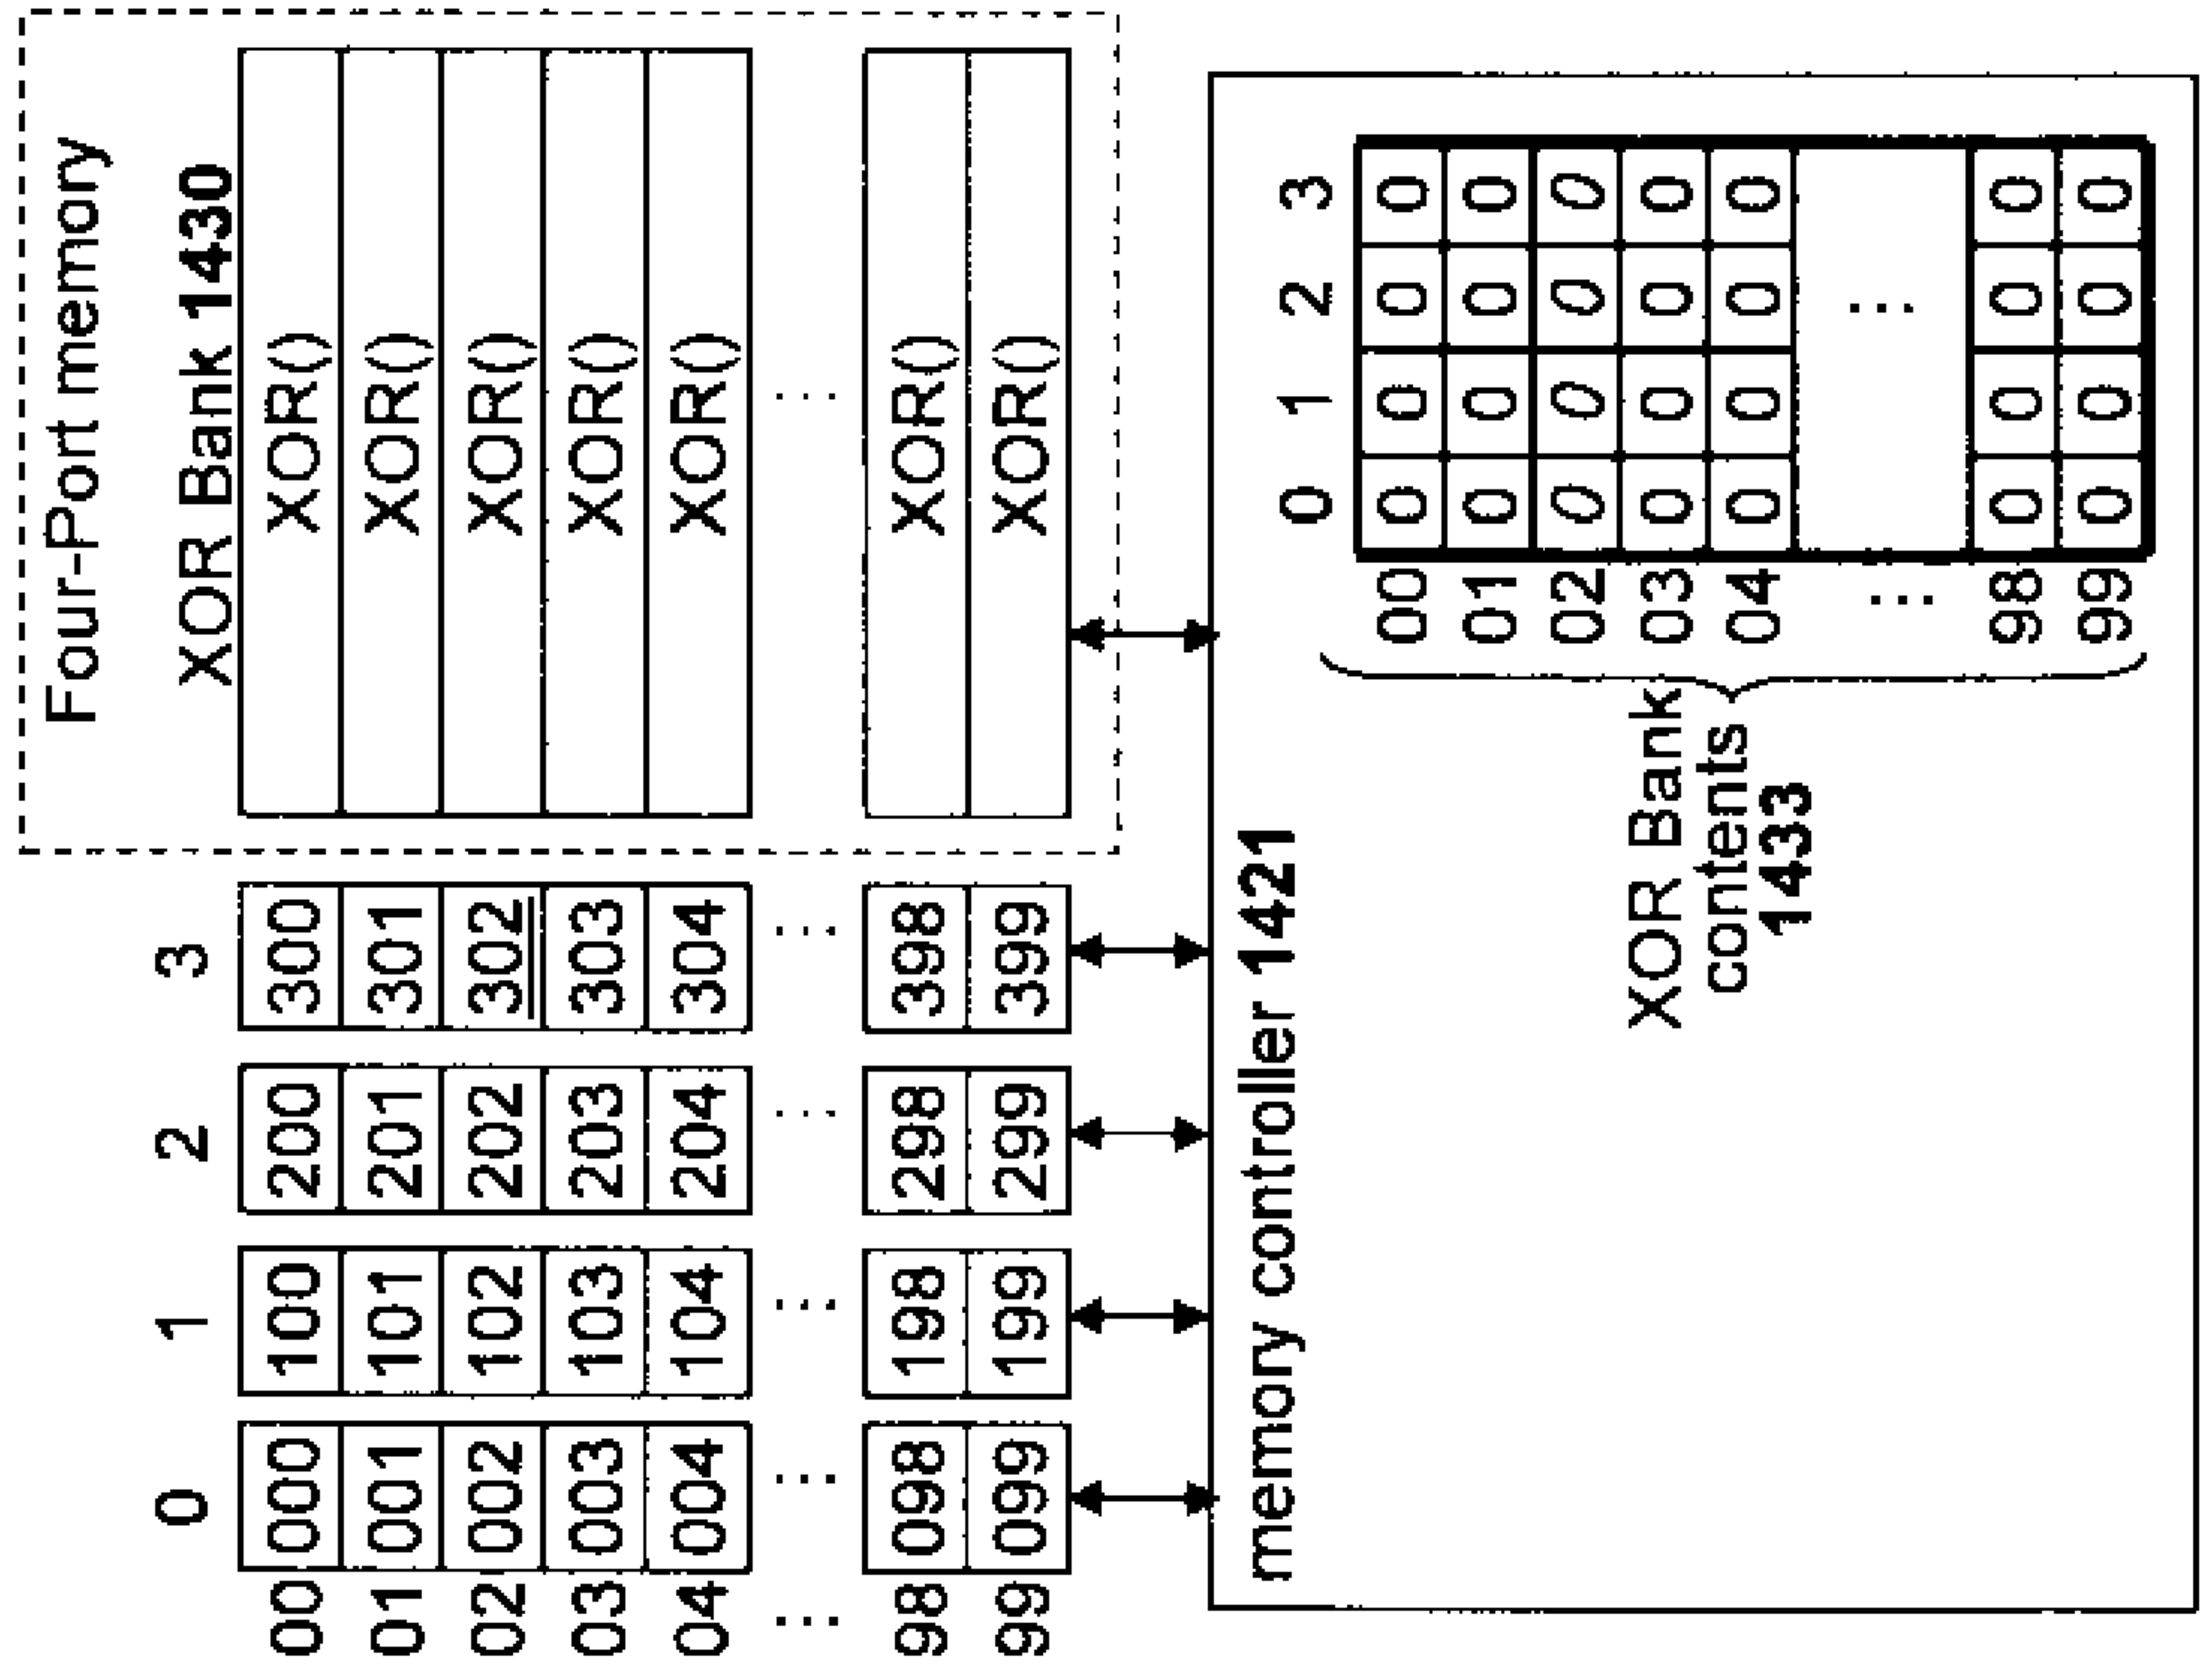 Four-Port memory
0 1 2 3 XOR Bank 1430
00 000 100 200 300 XOR()
01 001 101 201 301 XOR()
02 002 102 202 302 XOR()
03 003 103 203 303 XOR()
04 004 104 204 304 XOR()
... ... ... ... ... ...
98 098 198 298 398 XOR()
99 099 199 299 399 XOR()
memory controller 1421
XOR Bank
contents
1433
0 1 2 3
00 0 0 0 0
01 0 0 0 0
02 0 0 0 0
03 0 0 0 0
04 0 0 0 0
... ...
98 0 0 0 0
99 0 0 0 0